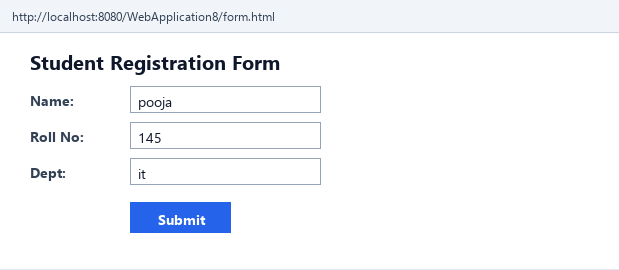 http://localhost:8080/WebApplication8/form.html
Student Registration Form
Name: pooja
Roll No: 145
Dept: it
Submit